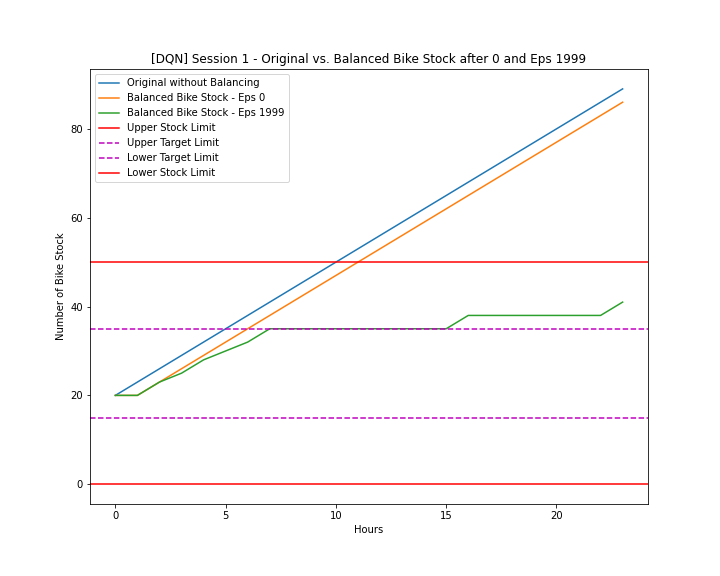 [DQN] Session 1 - Original vs. Balanced Bike Stock after 0 and Eps 1999
Original without Balancing
Balanced Bike Stock - Eps 0
Balanced Bike Stock - Eps 1999
Upper Stock Limit
Upper Target Limit
Lower Target Limit
Lower Stock Limit
Number of Bike Stock
80
60
40
20
0
0 5 10 15 20
Hours